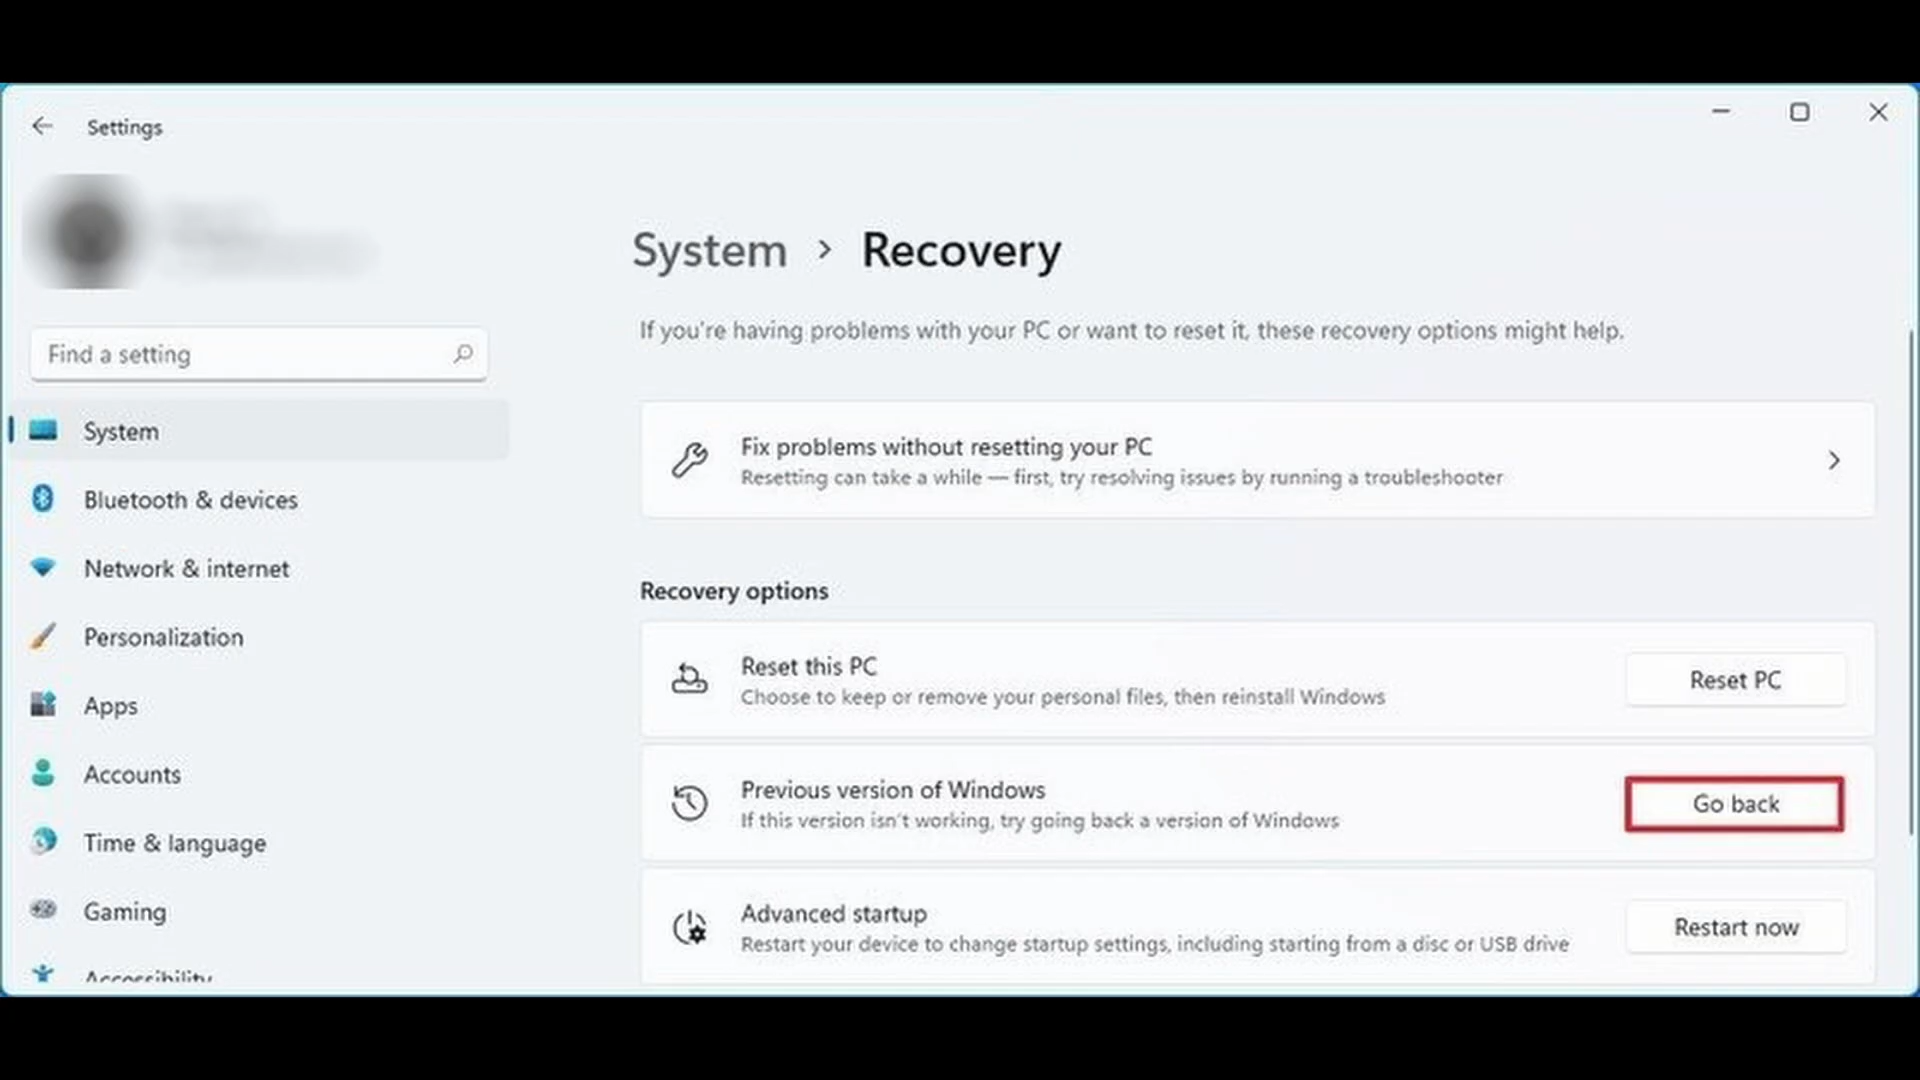 Settings
Find a setting
System
Bluetooth & devices
Network & internet
Personalization
Apps
Accounts
Time & language
Gaming
Accessibility
System > Recovery
If you're having problems with your PC or want to reset it, these recovery options might help.
Fix problems without resetting your PC
Resetting can take a while — first, try resolving issues by running a troubleshooter
Recovery options
Reset this PC
Choose to keep or remove your personal files, then reinstall Windows
Reset PC
Previous version of Windows
If this version isn't working, try going back a version of Windows
Go back
Advanced startup
Restart your device to change startup settings, including starting from a disc or USB drive
Restart now